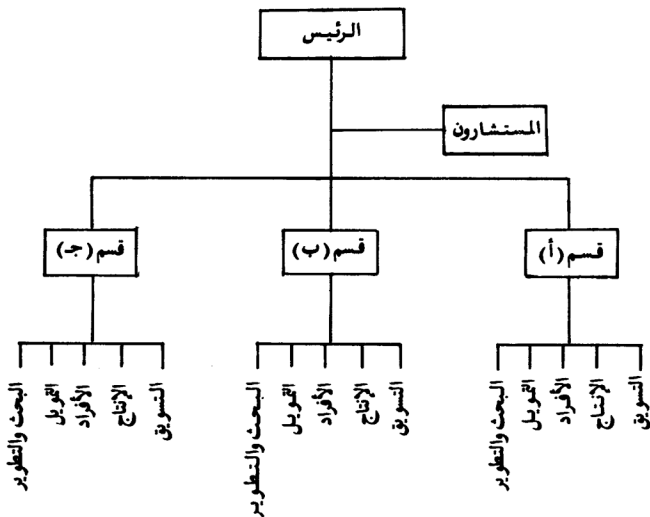 الرئيس
المستشارون
قسم (أ)
قسم (ب)
قسم (جـ)
التسويق
الإنتاج
الأفراد
التمويل
البحث والتطوير
التسويق
الإنتاج
الأفراد
التمويل
البحث والتطوير
التسويق
الإنتاج
الأفراد
التمويل
البحث والتطوير